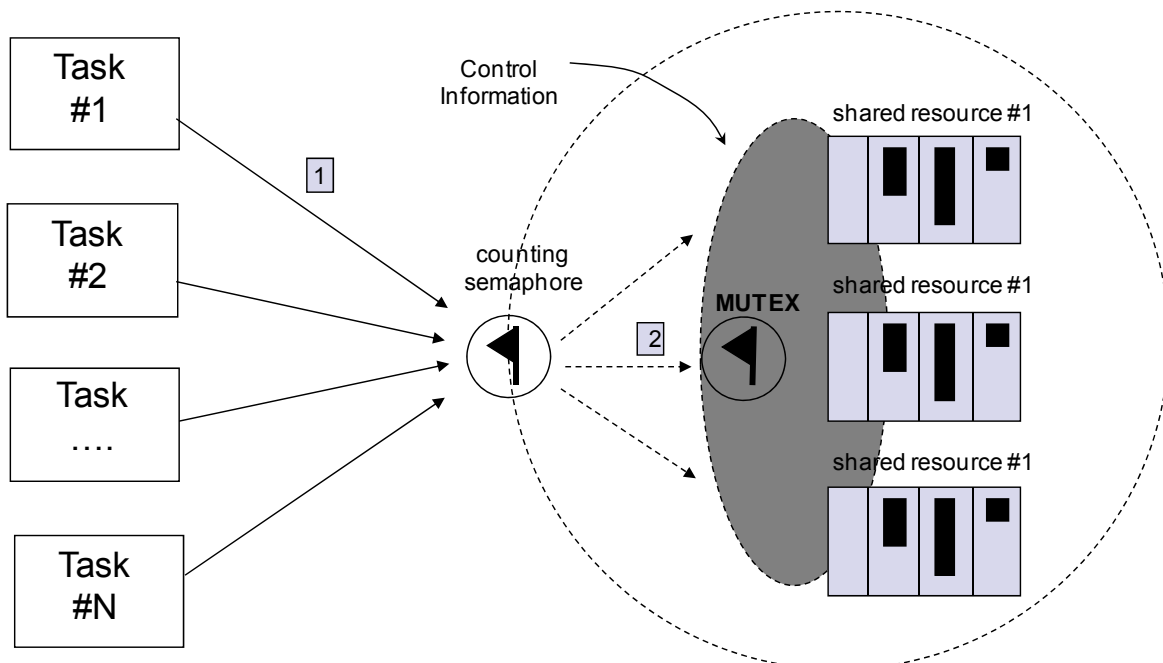 Task
#1
Task
#2
Task
....
Task
#N
1
counting
semaphore
2
Control
Information
MUTEX
shared resource #1
shared resource #1
shared resource #1